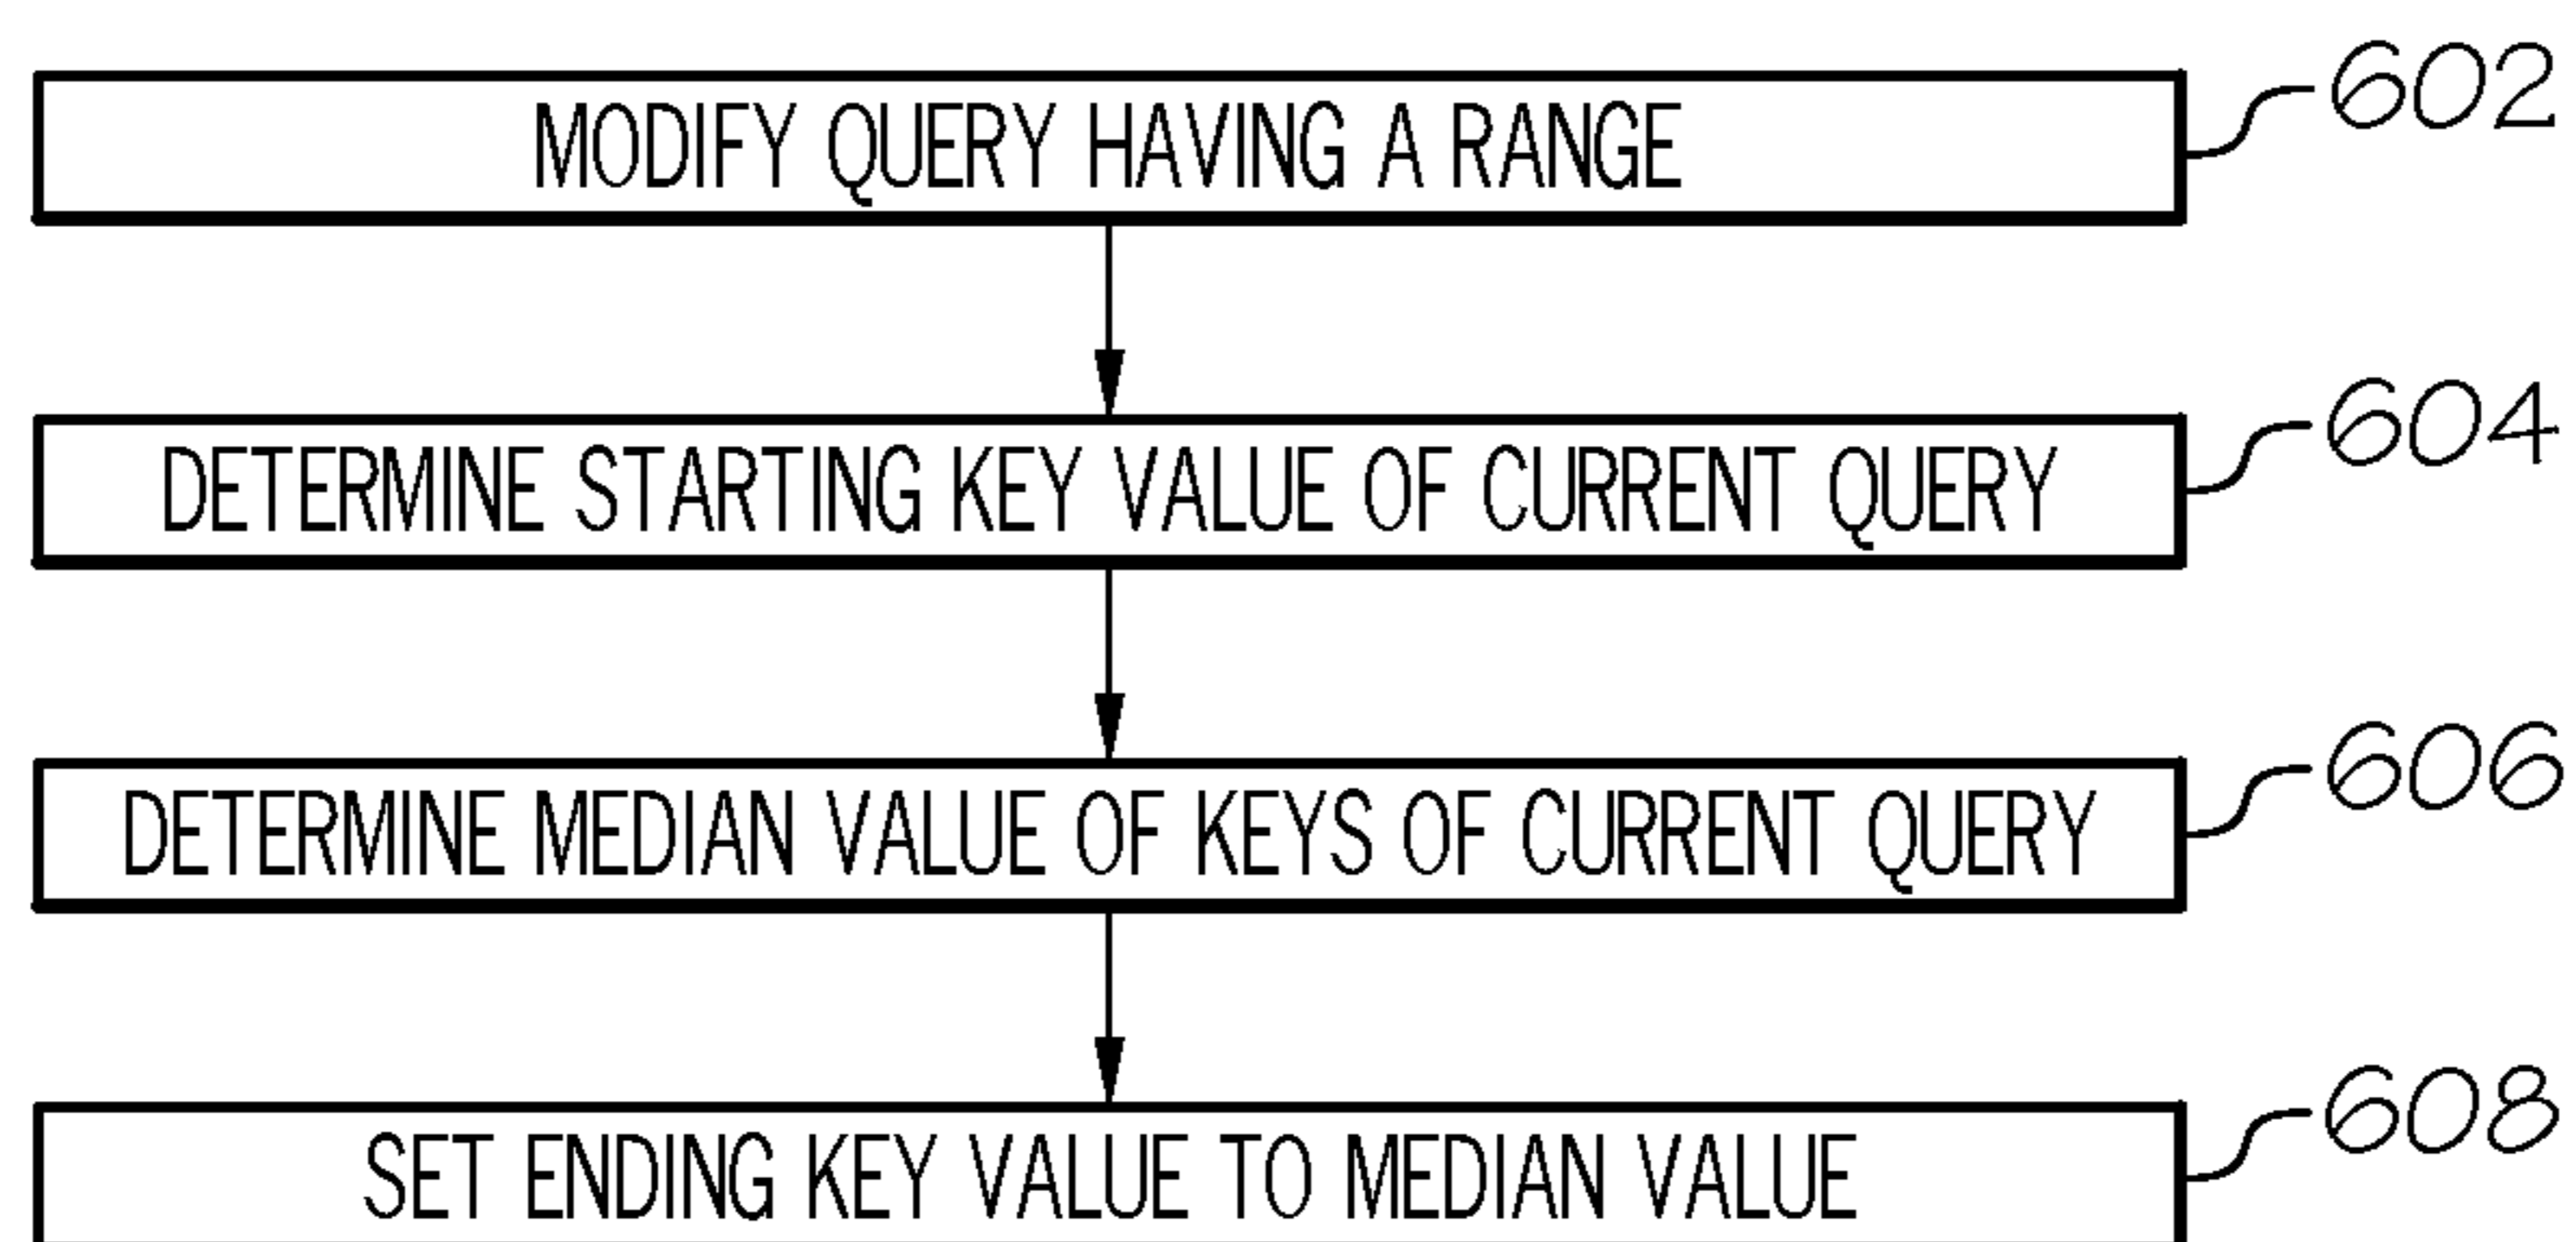 MODIFY QUERY HAVING A RANGE
602
DETERMINE STARTING KEY VALUE OF CURRENT QUERY
604
DETERMINE MEDIAN VALUE OF KEYS OF CURRENT QUERY
606
SET ENDING KEY VALUE TO MEDIAN VALUE
608